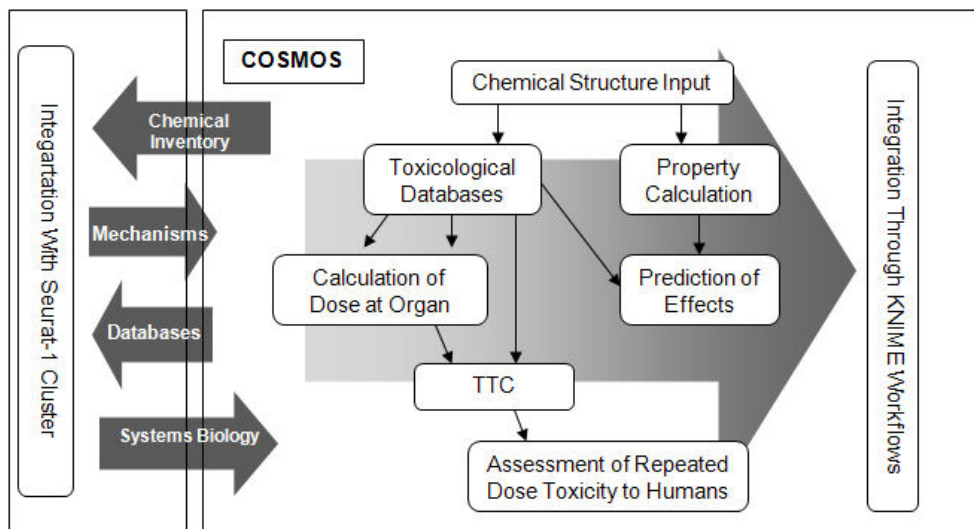 COSMOS
Integartation With Seurat-1 Cluster
Chemical
Inventory
Mechanisms
Databases
Systems Biology
Chemical Structure Input
Toxicological
Databases
Property
Calculation
Calculation of
Dose at Organ
Prediction of
Effects
TTC
Assessment of Repeated
Dose Toxicity to Humans
Integration Through KNIME Workflows